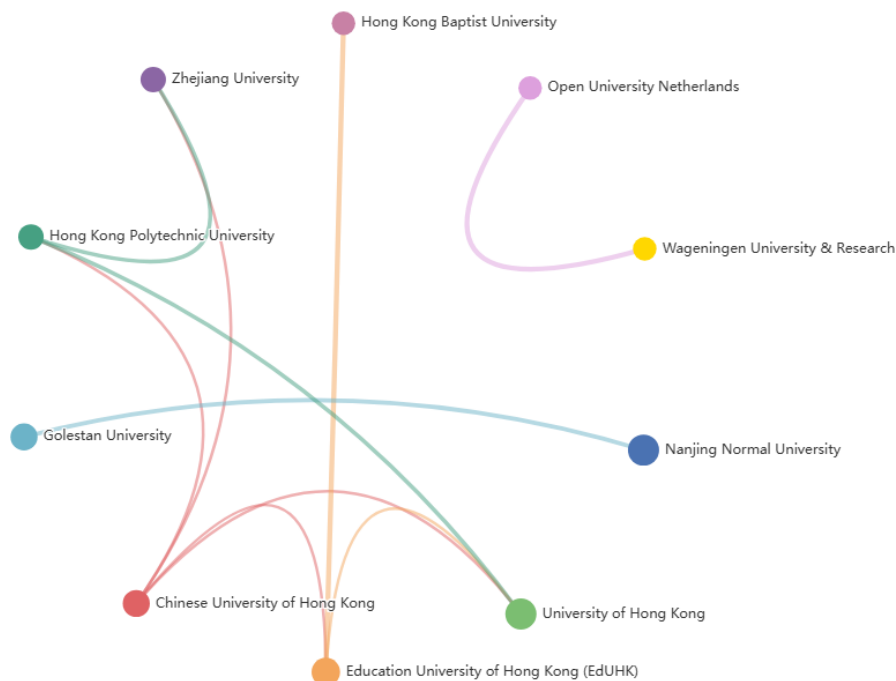 Hong Kong Baptist University
Zhejiang University
Open University Netherlands
Hong Kong Polytechnic University
Wageningen University & Research
Golestan University
Nanjing Normal University
Chinese University of Hong Kong
University of Hong Kong
Education University of Hong Kong (EdUHK)